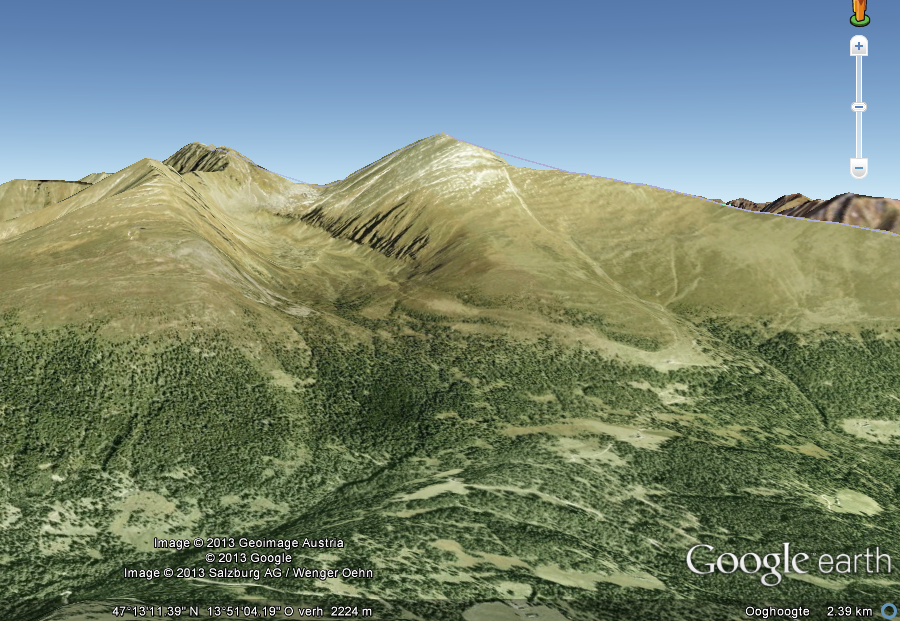 Image © 2013 Geoimage Austria
© 2013 Google
Image © 2013 Salzburg AG / Wenger Oehn
Google earth
47°13'11.39" N 13°51'04.19" O verh 2224 m
Ooghoogte 2.39 km